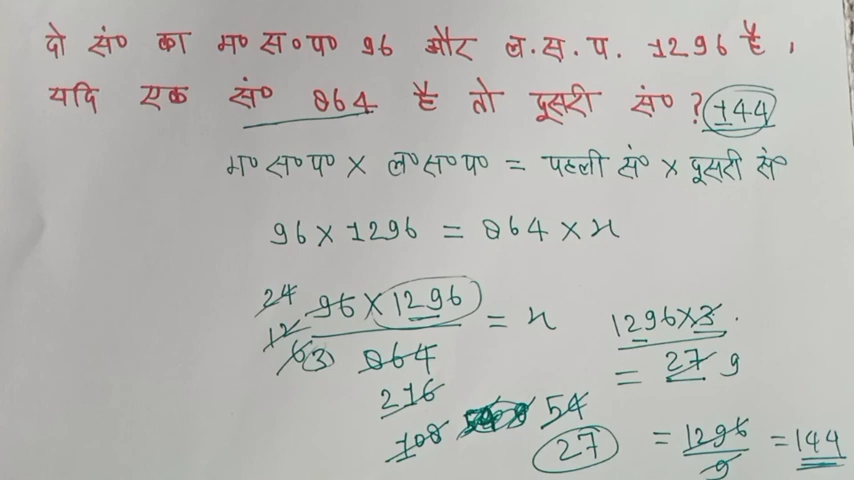 दो सं० का म० स० प० 96 और ल.स.प. 1296 है,
यदि एक सं० 864 है तो दूसरी सं० ? 144
म० स० प० × ल० स० प० = पहली सं० × दूसरी सं०
96 × 1296 = 864 × x
24 96 × 1296 = x
12
6 3 864
216
108 54
27
1296 × 3
= 27 9
= 1296 = 144
9